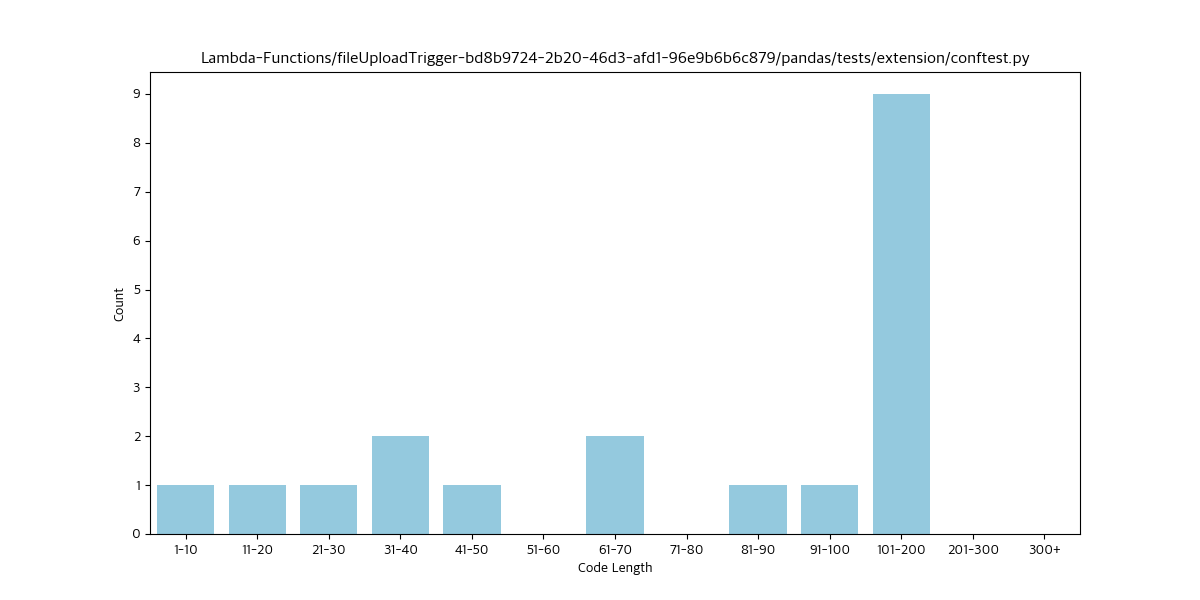 Lambda-Functions/fileUploadTrigger-bd8b9724-2b20-46d3-afd1-96e9b6b6c879/pandas/tests/extension/conftest.py
9
8
7
6
5
4
3
2
1
0
Count
1-10 11-20 21-30 31-40 41-50 51-60 61-70 71-80 81-90 91-100 101-200 201-300 300+
Code Length